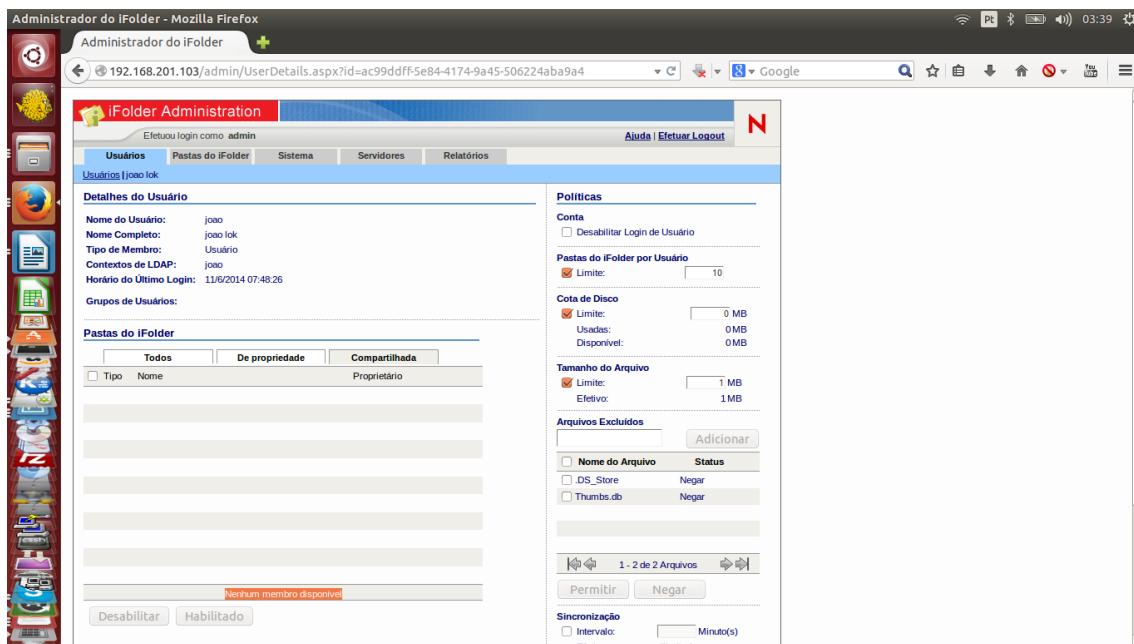 Administrador do iFolder - Mozilla Firefox
Pt
03:39
Administrador do iFolder
192.168.201.103/admin/UserDetails.aspx?id=ac99ddff-5e84-4174-9a45-506224aba9a4
Google
iFolder Administration
N
Efetuou login como admin
Ajuda | Efetuar Logout
Usuários
Pastas do iFolder
Sistema
Servidores
Relatórios
Usuários | joao lok
Detalhes do Usuário
Nome do Usuário: joao
Nome Completo: joao lok
Tipo de Membro: Usuário
Contextos de LDAP: joao
Horário do Último Login: 11/6/2014 07:48:26
Grupos de Usuários:
Pastas do iFolder
Todos
De propriedade
Compartilhada
Tipo Nome Proprietário
Nenhum membro disponível
Desabilitar
Habilitado
Políticas
Conta
Desabilitar Login de Usuário
Pastas do iFolder por Usuário
Limite: 10
Cota de Disco
Limite: 0 MB
Usadas: 0 MB
Disponível: 0 MB
Tamanho do Arquivo
Limite: 1 MB
Efetivo: 1 MB
Arquivos Excluídos
Adicionar
Nome do Arquivo Status
.DS_Store Negar
Thumbs.db Negar
1 - 2 de 2 Arquivos
Permitir
Negar
Sincronização
Intervalo: Minuto(s)